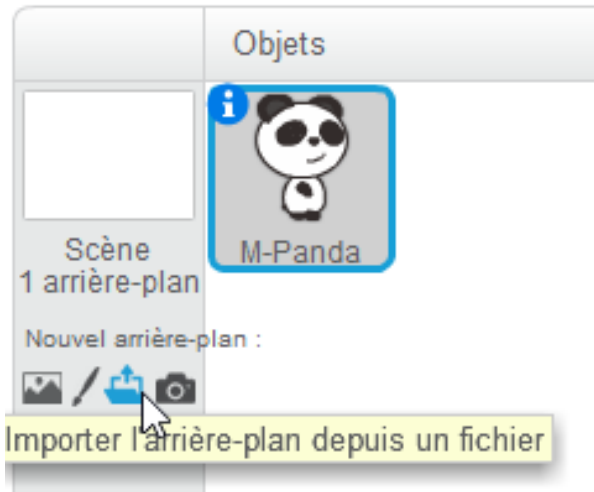 Objets
Scène
1 arrière-plan
M-Panda
Nouvel arrière-plan :
Importer l'arrière-plan depuis un fichier